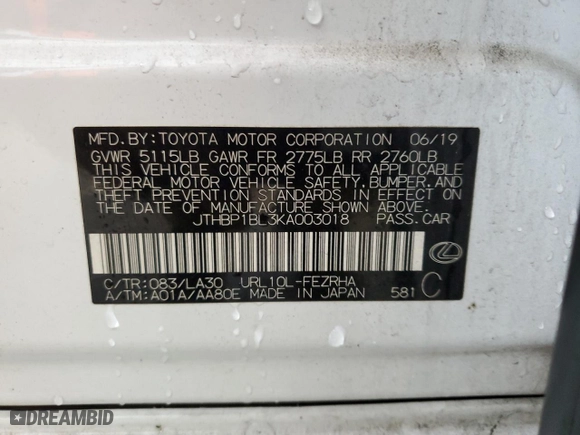 MFD.BY:TOYOTA MOTOR CORPORATION 06/19
GVWR 5115LB GAWR FR 2775LB RR 2760LB
THIS VEHICLE CONFORMS TO ALL APPLICABLE
FEDERAL MOTOR VEHICLE SAFETY, BUMPER, AND
THEFT PREVENTION STANDARDS IN EFFECT ON
THE DATE OF MANUFACTURE SHOWN ABOVE.
JTHBP1BL3KA003018 PASS.CAR
C/TR:083/LA30 URL10L-FEZRHA
A/TM:A01A/AA80E MADE IN JAPAN 581 C
DREAMBID